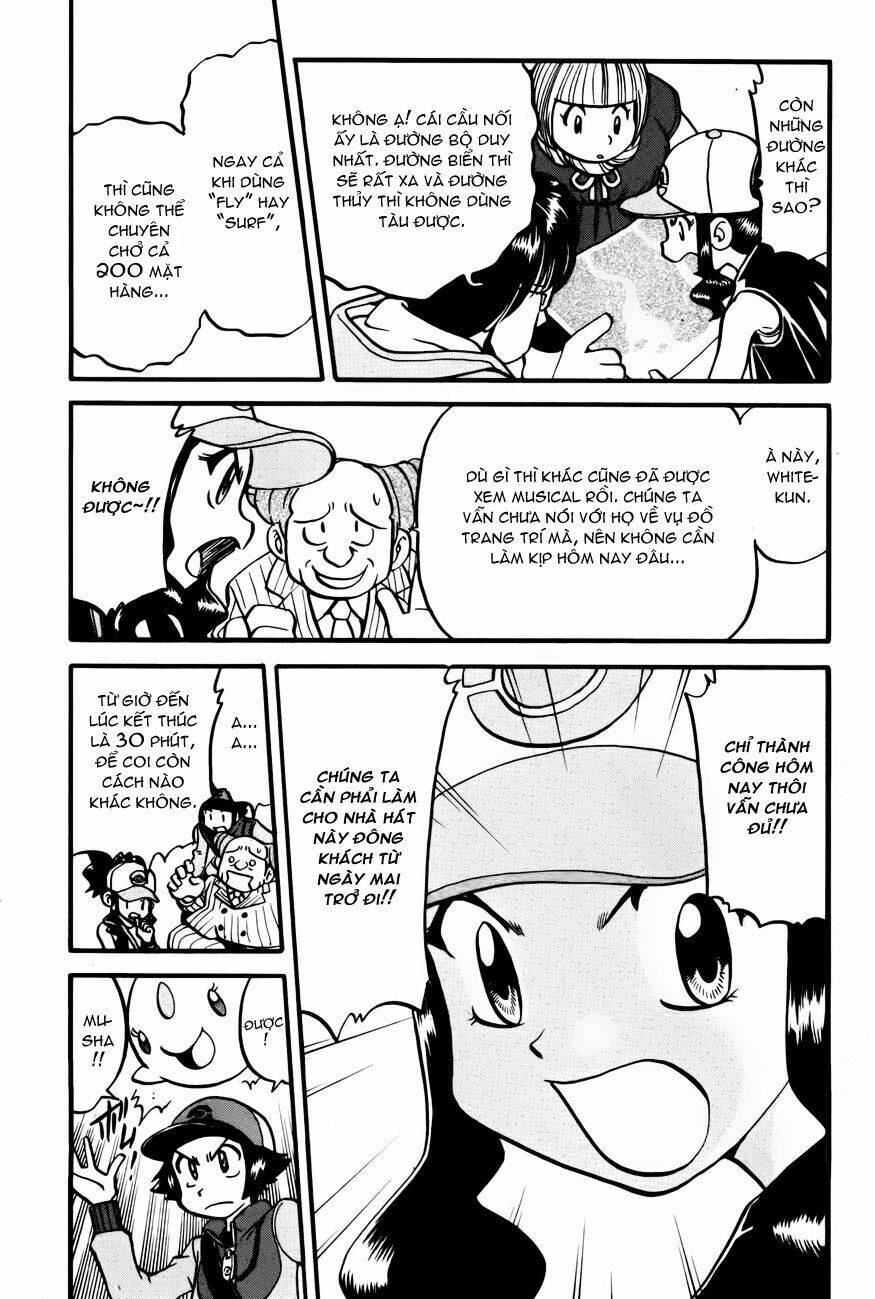 CÒN
NHỮNG
ĐƯỜNG
KHÁC
THÌ
SAO?
KHÔNG Ạ! CÁI CẦU NỐI
ẤY LÀ ĐƯỜNG BỘ DUY
NHẤT. ĐƯỜNG BIỂN THÌ
SẼ RẤT XA VÀ ĐƯỜNG
THỦY THÌ KHÔNG DÙNG
TÀU ĐƯỢC.
NGAY CẢ
KHI DÙNG
"FLY" HAY
"SURF",
THÌ CŨNG
KHÔNG THỂ
CHUYÊN
CHỞ CẢ
200 MẶT
HÀNG...
À NÀY,
WHITE-
KUN.
DÙ GÌ THÌ KHÁC CŨNG ĐÃ ĐƯỢC
XEM MUSICAL RỒI. CHÚNG TA
VẪN CHƯA NÓI VỚI HỌ VỀ VỤ ĐỒ
TRANG TRÍ MÀ, NÊN KHÔNG CẦN
LÀM KỊP HÔM NAY ĐÂU...
KHÔNG
ĐƯỢC~!!
CHỈ THÀNH
CÔNG HÔM
NAY THÔI
VẪN CHƯA
ĐỦ!!
CHÚNG TA
CẦN PHẢI LÀM
CHO NHÀ HÁT
NÀY ĐÔNG
KHÁCH TỪ
NGÀY MAI
TRỞ ĐI!!
A...
A...
TỪ GIỜ ĐẾN
LÚC KẾT THÚC
LÀ 30 PHÚT,
ĐỂ COI CÒN
CÁCH NÀO
KHÁC KHÔNG.
ĐƯỢC
!
MU-
SHA
!!